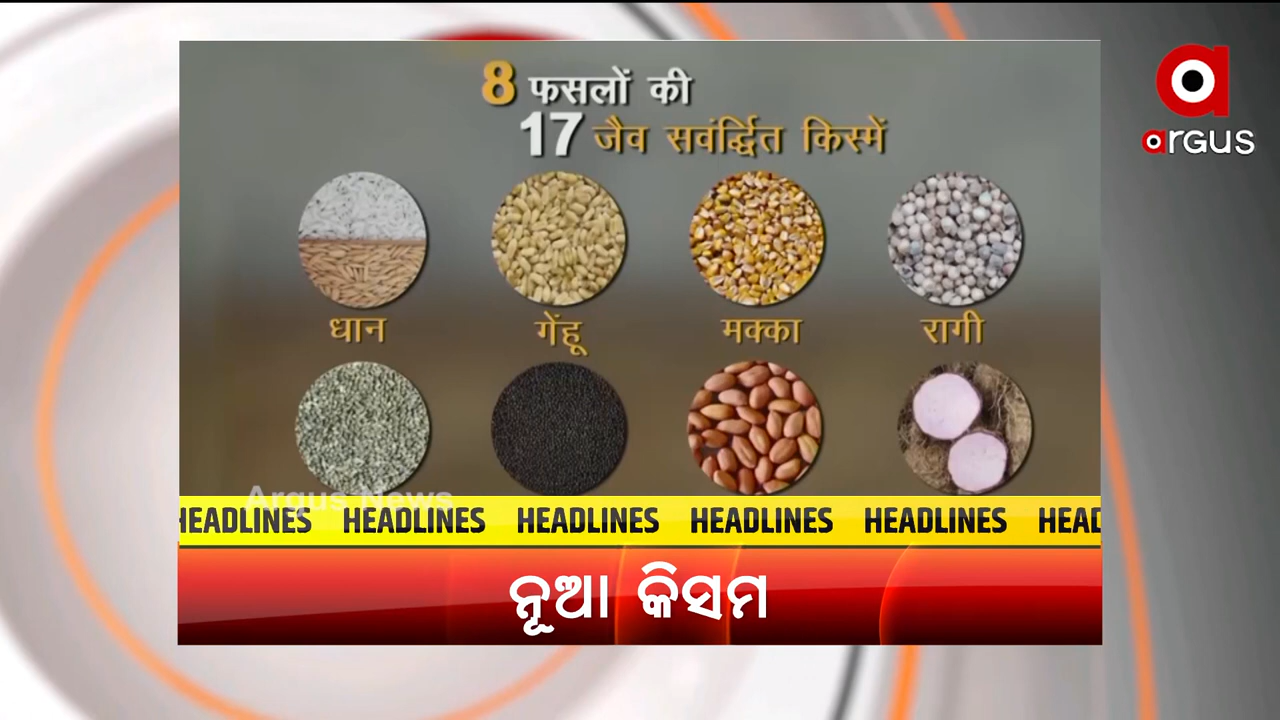 8 फसलों की
17 जैव सवंर्द्धित किस्में
a
argus
धान
गेंहू
मक्का
रागी
Argus News
HEADLINES HEADLINES HEADLINES HEADLINES HEADLINES HEAD
ନୂଆ କିସମ